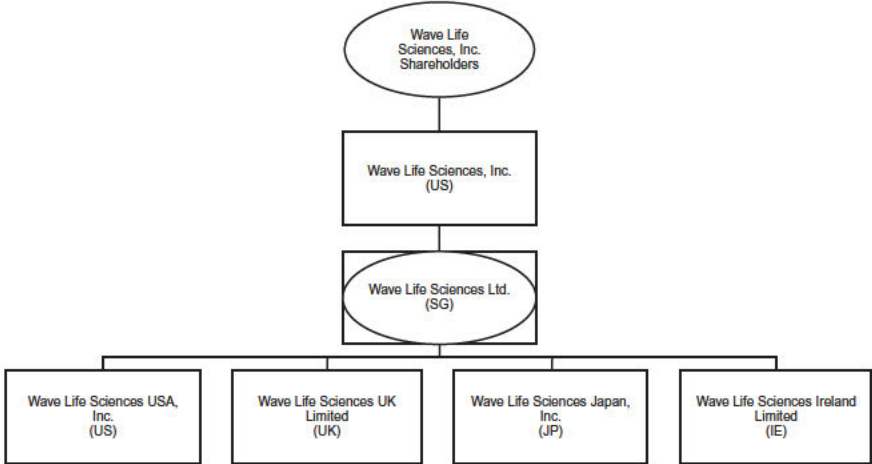 Wave Life
Sciences, Inc.
Shareholders
Wave Life Sciences, Inc.
(US)
Wave Life Sciences Ltd.
(SG)
Wave Life Sciences USA,
Inc.
(US)
Wave Life Sciences UK
Limited
(UK)
Wave Life Sciences Japan,
Inc.
(JP)
Wave Life Sciences Ireland
Limited
(IE)